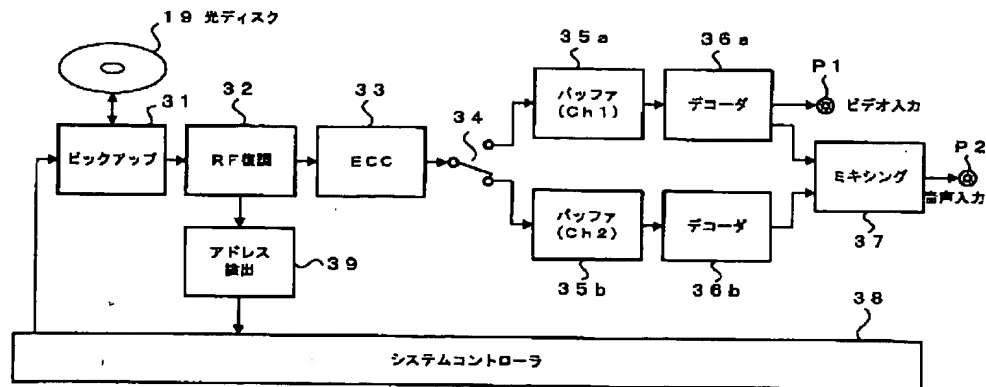 19 光ディスク
31
32
33
34
35a
36a
P1
ピックアップ
RF復調
ECC
バッファ
(Ch1)
デコーダ
ビデオ入力
P2
ミキシング
音声入力
37
アドレス
検出
39
バッファ
(Ch2)
デコーダ
35b
36b
38
システムコントローラ